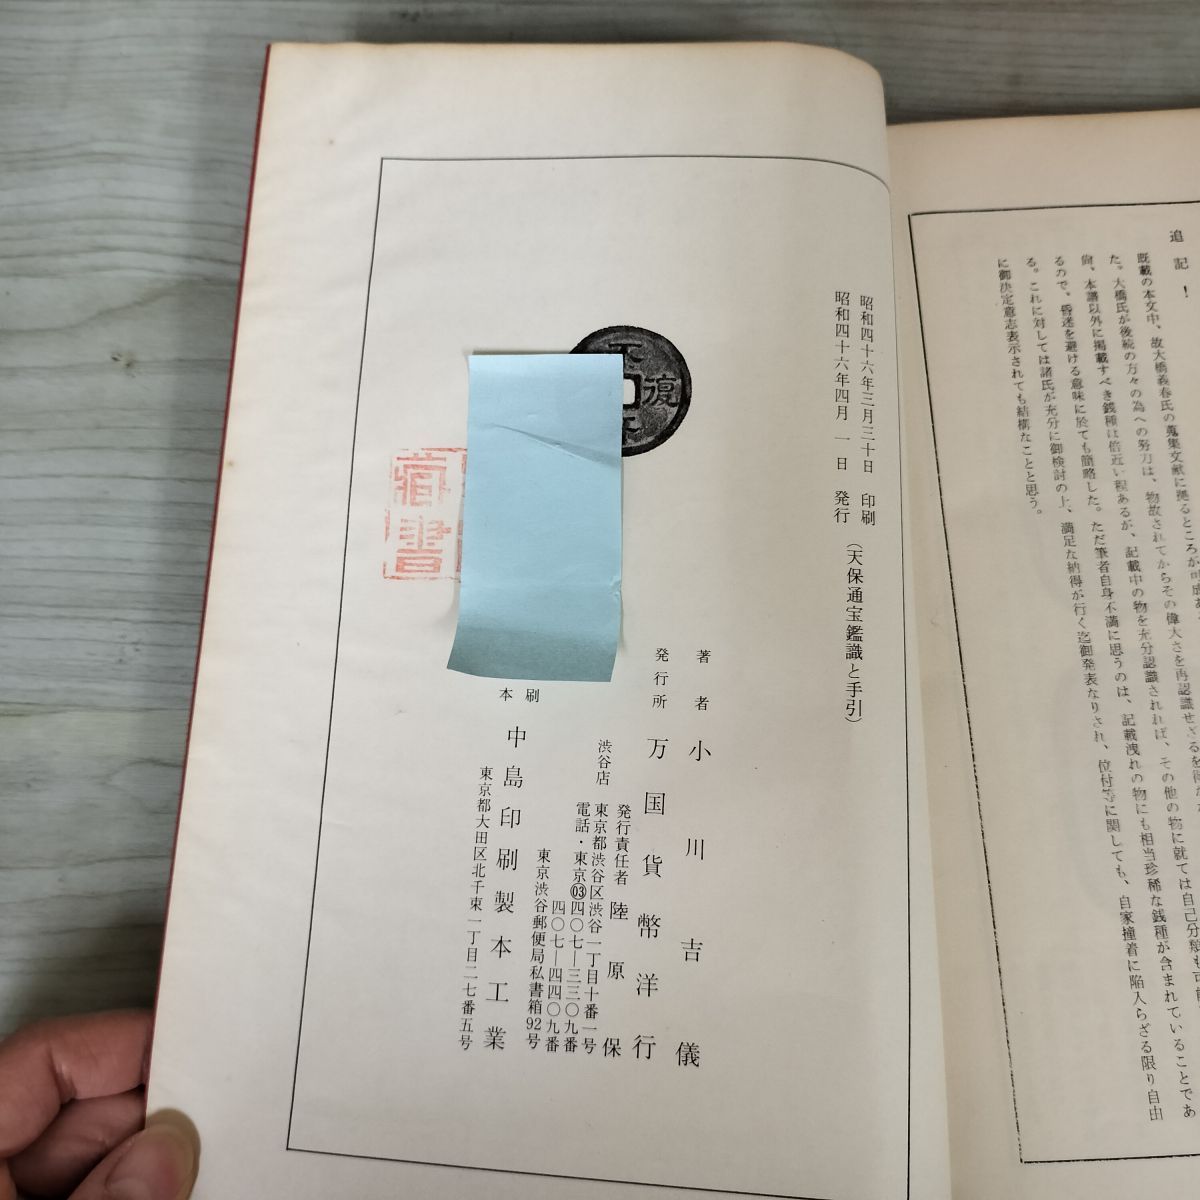 追記！
既載の本文中、故大橋義春氏の蒐集文献に拠るところが
た。大橋氏が後続の方々の為への努力は、物故されてからその偉大さを再認識せざるを得な
尚、本譜以外に掲載すべき銭種は倍近い程あるが、記載中の物を充分認識されれば、その他の物に就ては自己分
るので、昏迷を避ける意味に於ても簡略した。ただ筆者自身不満に思うのは、記載洩れの物にも相当珍稀な銭種が含まれていることであ
る。これに対しては諸氏が充分に御検討の上、満足な納得が行く迄御発表なりされ、位付等に関しても、自家撞着に陥入らざる限り自由
に御決定意志表示されても結構なことと思う。
昭和四十六年三月三十日 印刷
昭和四十六年四月一日 発行
（天保通宝鑑識と手引）
著者 小川吉儀
発行所 万国貨幣洋行
発行責任者 陸原保
渋谷店 東京都渋谷区渋谷一丁目十番一号
電話・東京03四〇七―三三〇九番
四〇七―四四〇九番
東京渋谷郵便局私書箱92号
刷
本
中島印刷製本工業
東京都大田区北千束一丁目二七番五号
天
復
書